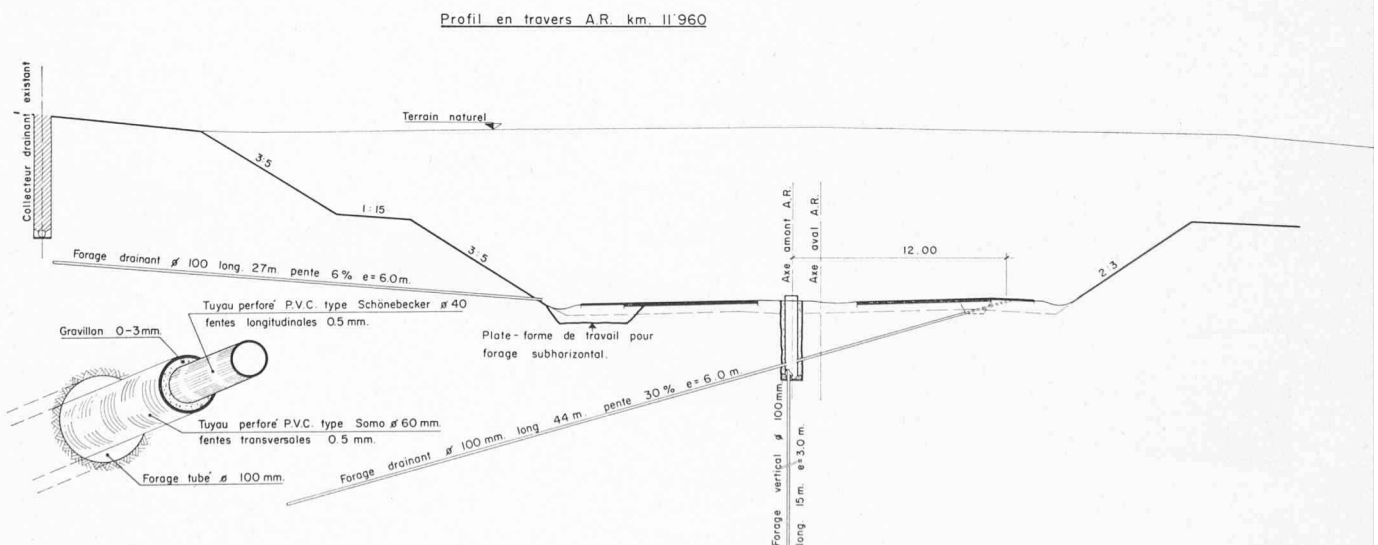 Profil en travers A.R. km. 11'960
Collecteur drainant existant
Terrain naturel
3:5
1:15
3:5
Axe amont A.R.
Axe aval A.R.
12.00
2:3
Forage drainant ø 100 long. 27m. pente 6% e=6.0m.
Tuyau perforé P.V.C. type Schönebecker ø 40
fentes longitudinales 0.5 mm.
Gravillon 0-3mm.
Plate-forme de travail pour
forage subhorizontal.
Tuyau perforé P.V.C. type Somo ø 60 mm.
fentes transversales 0.5 mm.
Forage tubé ø 100 mm.
Forage drainant ø 100 mm. long 44 m. pente 30% e=6.0 m.
Forage vertical ø 100mm.
long 15m. e=3.0 m.